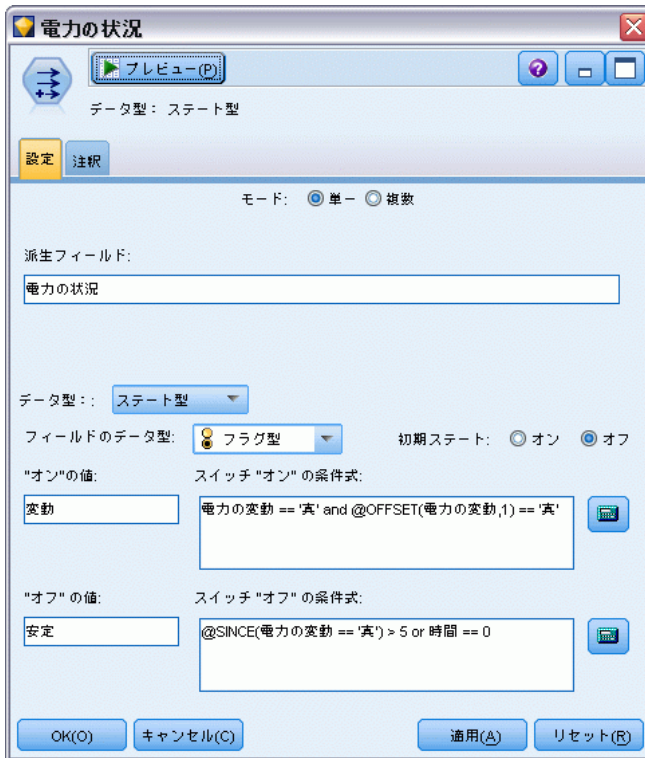 電力の状況
プレビュー(P)
データ型： ステート型
設定 注釈
モード: 単一 複数
派生フィールド:
電力の状況
データ型：: ステート型
フィールドのデータ型: フラグ型 初期ステート: オン オフ
"オン"の値: スイッチ "オン" の条件式:
変動 電力の変動 == '真' and @OFFSET(電力の変動,1) == '真'
"オフ" の値: スイッチ "オフ" の条件式:
安定 @SINCE(電力の変動 == '真') > 5 or 時間 == 0
OK(O) キャンセル(C) 適用(A) リセット(R)